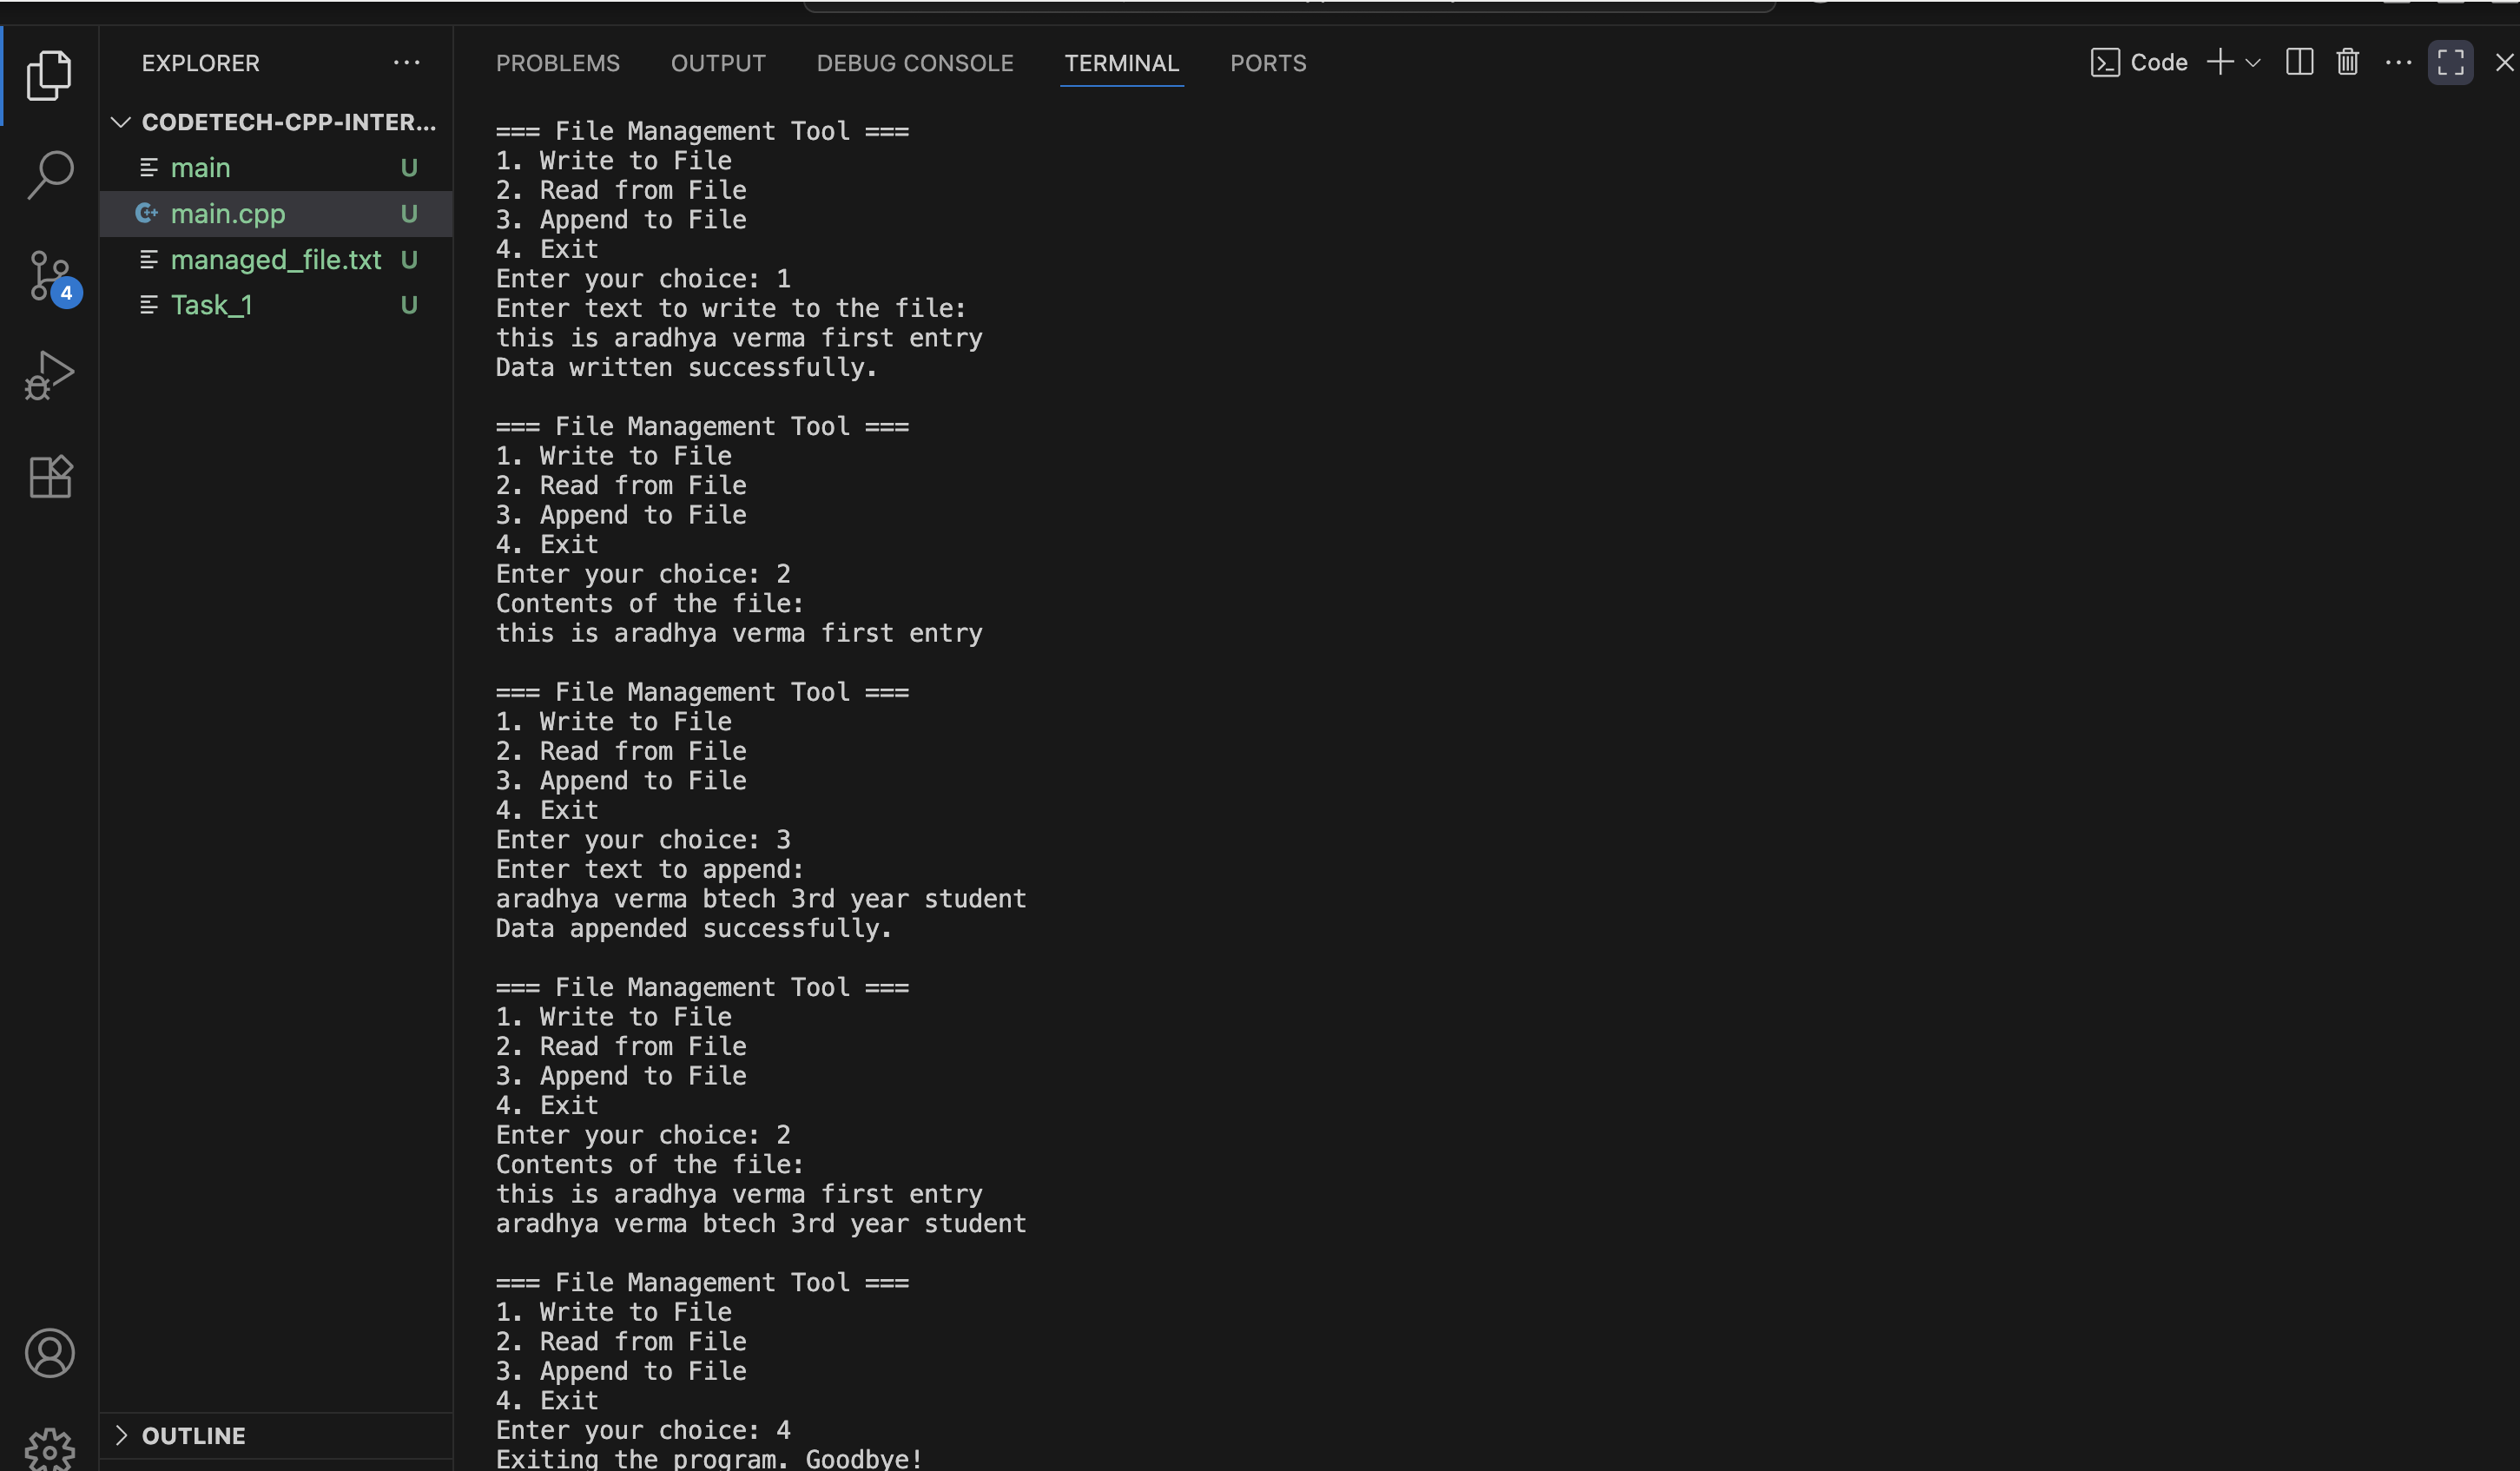 EXPLORER
CODETECH-CPP-INTER...
main U
main.cpp U
managed_file.txt U
Task_1 U
4
OUTLINE
PROBLEMS OUTPUT DEBUG CONSOLE TERMINAL PORTS
Code
=== File Management Tool ===
1. Write to File
2. Read from File
3. Append to File
4. Exit
Enter your choice: 1
Enter text to write to the file:
this is aradhya verma first entry
Data written successfully.
=== File Management Tool ===
1. Write to File
2. Read from File
3. Append to File
4. Exit
Enter your choice: 2
Contents of the file:
this is aradhya verma first entry
=== File Management Tool ===
1. Write to File
2. Read from File
3. Append to File
4. Exit
Enter your choice: 3
Enter text to append:
aradhya verma btech 3rd year student
Data appended successfully.
=== File Management Tool ===
1. Write to File
2. Read from File
3. Append to File
4. Exit
Enter your choice: 2
Contents of the file:
this is aradhya verma first entry
aradhya verma btech 3rd year student
=== File Management Tool ===
1. Write to File
2. Read from File
3. Append to File
4. Exit
Enter your choice: 4
Exiting the program. Goodbye!